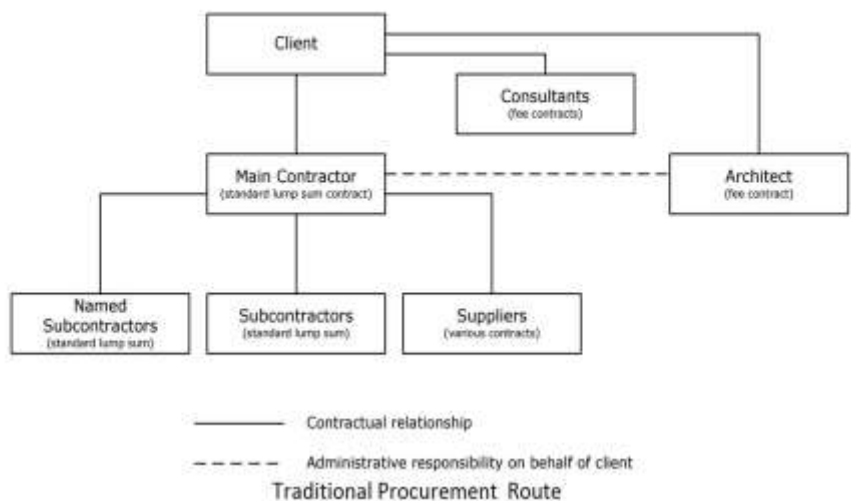 Client
Consultants
(fee contracts)
Main Contractor
(standard lump sum contract)
Architect
(fee contract)
Named
Subcontractors
(standard lump sum)
Subcontractors
(standard lump sum)
Suppliers
(various contracts)
Contractual relationship
Administrative responsibility on behalf of client
Traditional Procurement Route